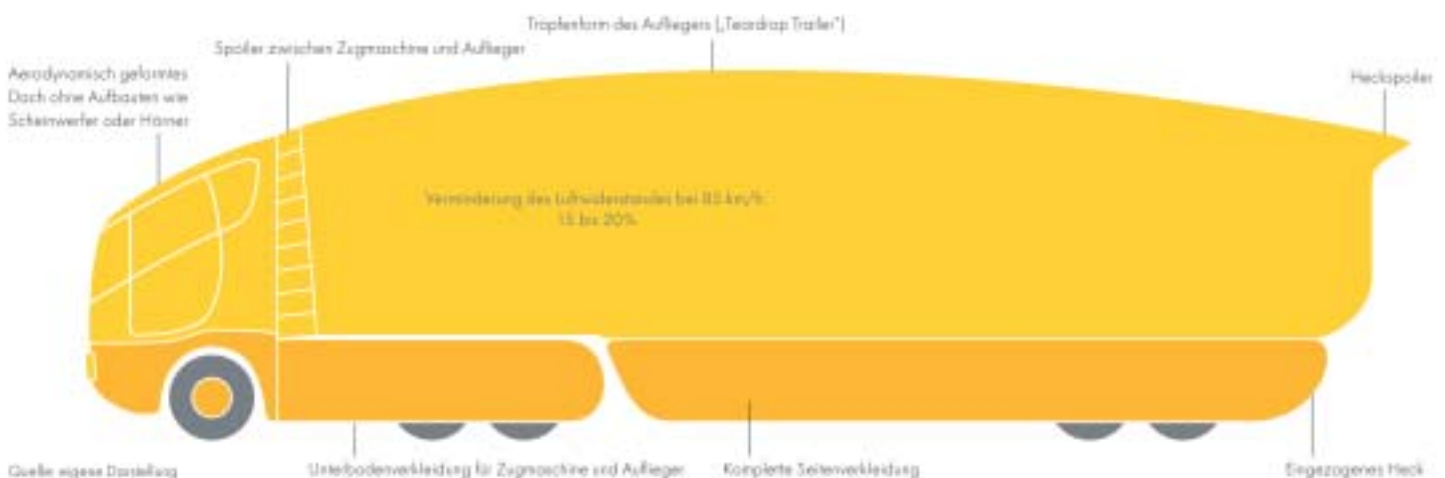 Tropfenform des Aufliegers („Teardrop Trailer“)
Spoiler zwischen Zugmaschine und Auflieger
Aerodynamisch geformtes
Dach ohne Aufbauten wie
Scheinwerfer oder Hörner
Heckspoiler
Verminderung des Luftwiderstandes bei 85 km/h:
15 bis 20%
Quelle: eigene Darstellung
Unterbodenverkleidung für Zugmaschine und Auflieger
Komplette Seitenverkleidung
Eingezogenes Heck